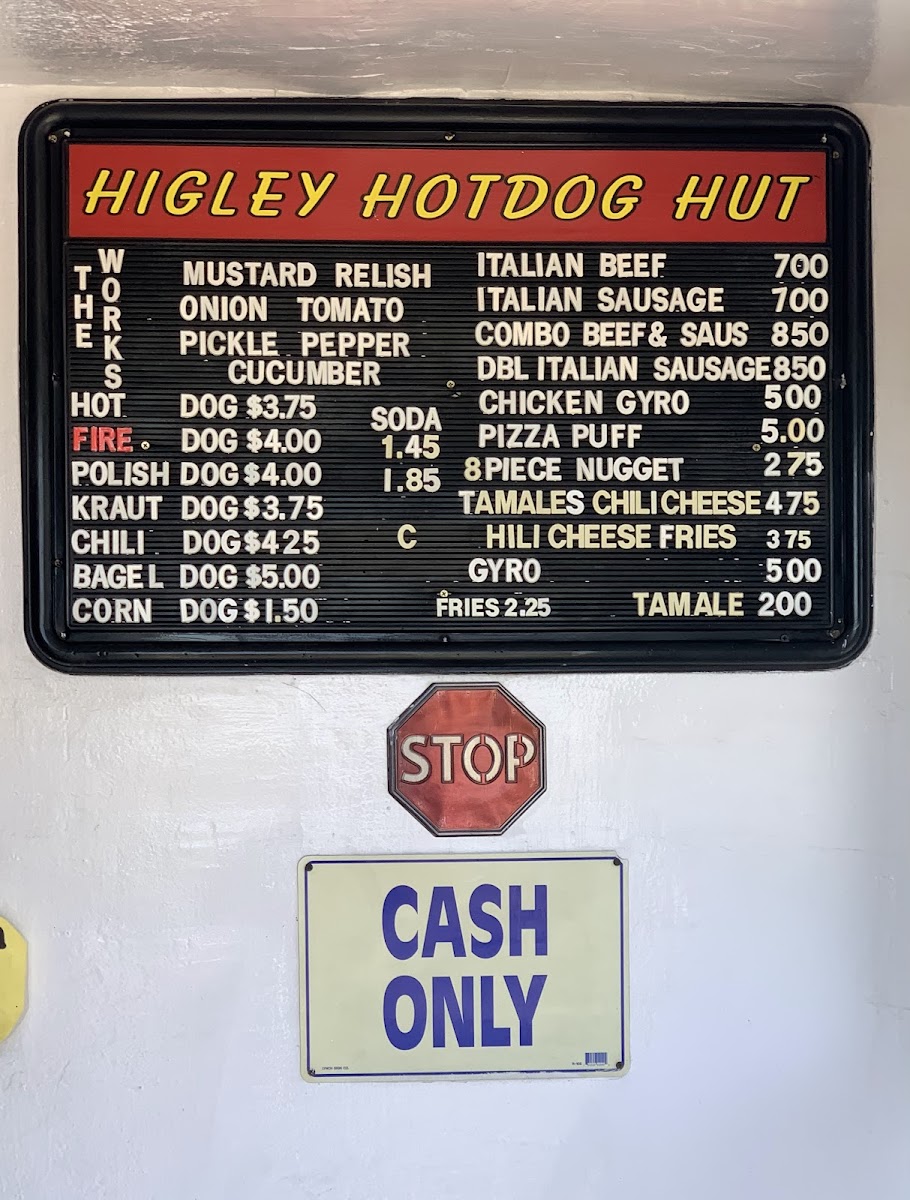 HIGLEY HOTDOG HUT
THE WORKS
MUSTARD RELISH
ONION TOMATO
PICKLE PEPPER
CUCUMBER
HOT DOG $3.75
FIRE DOG $4.00
POLISH DOG $4.00
KRAUT DOG $3.75
CHILI DOG $425
BAGEL DOG $5.00
CORN DOG $1.50
SODA
1.45
1.85
ITALIAN BEEF 700
ITALIAN SAUSAGE 700
COMBO BEEF & SAUS 850
DBL ITALIAN SAUSAGE 850
CHICKEN GYRO 500
PIZZA PUFF 5.00
8 PIECE NUGGET 275
TAMALES CHILI CHEESE 475
C HILI CHEESE FRIES 375
GYRO 500
FRIES 2.25 TAMALE 200
STOP
CASH
ONLY